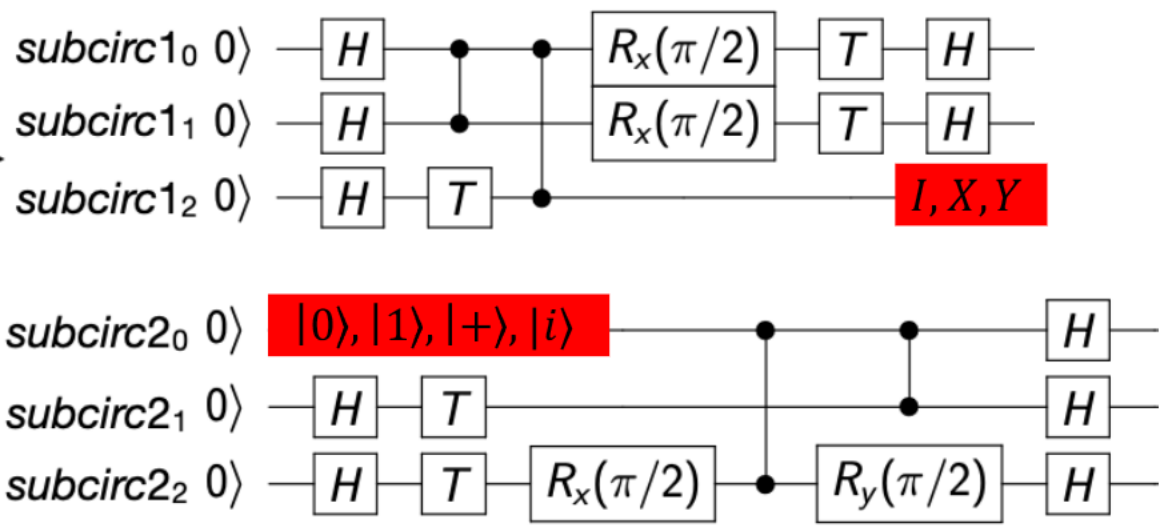 subcirc1₀ 0⟩ H Rₓ(π/2) T H
subcirc1₁ 0⟩ H Rₓ(π/2) T H
subcirc1₂ 0⟩ H T I, X, Y
subcirc2₀ 0⟩ |0⟩, |1⟩, |+⟩, |i⟩ H
subcirc2₁ 0⟩ H T H
subcirc2₂ 0⟩ H T Rₓ(π/2) R_y(π/2) H